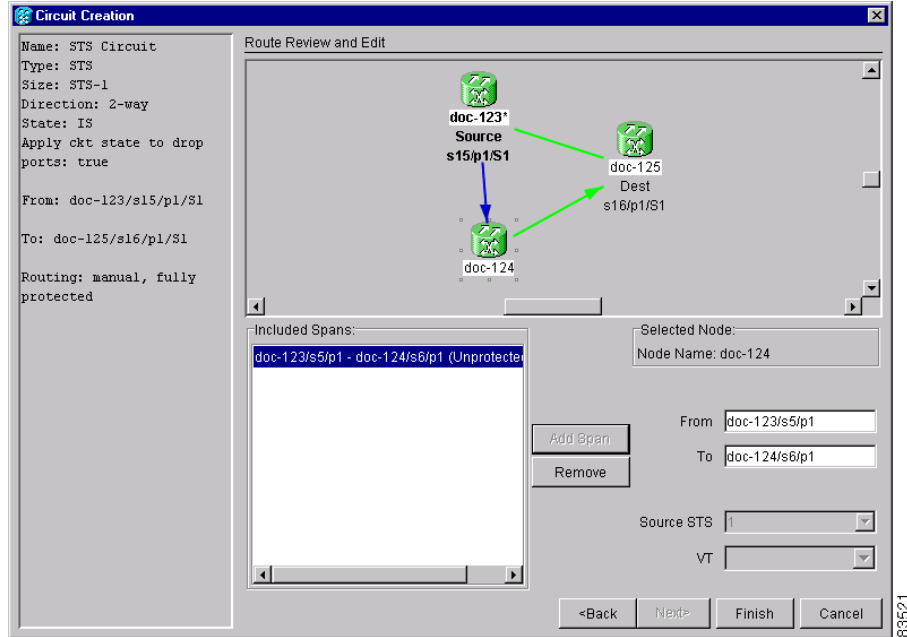 Circuit Creation
Name: STS Circuit
Type: STS
Size: STS-1
Direction: 2-way
State: IS
Apply ckt state to drop
ports: true
From: doc-123/s15/p1/S1
To: doc-125/s16/p1/S1
Routing: manual, fully
protected
Route Review and Edit
doc-123*
Source
s15/p1/S1
doc-125
Dest
s16/p1/S1
doc-124
Included Spans:
doc-123/s5/p1 - doc-124/s6/p1 (Unprotected
Selected Node:
Node Name: doc-124
Add Span
Remove
From doc-123/s5/p1
To doc-124/s6/p1
Source STS 1
VT
<Back
Next>
Finish
Cancel
83521